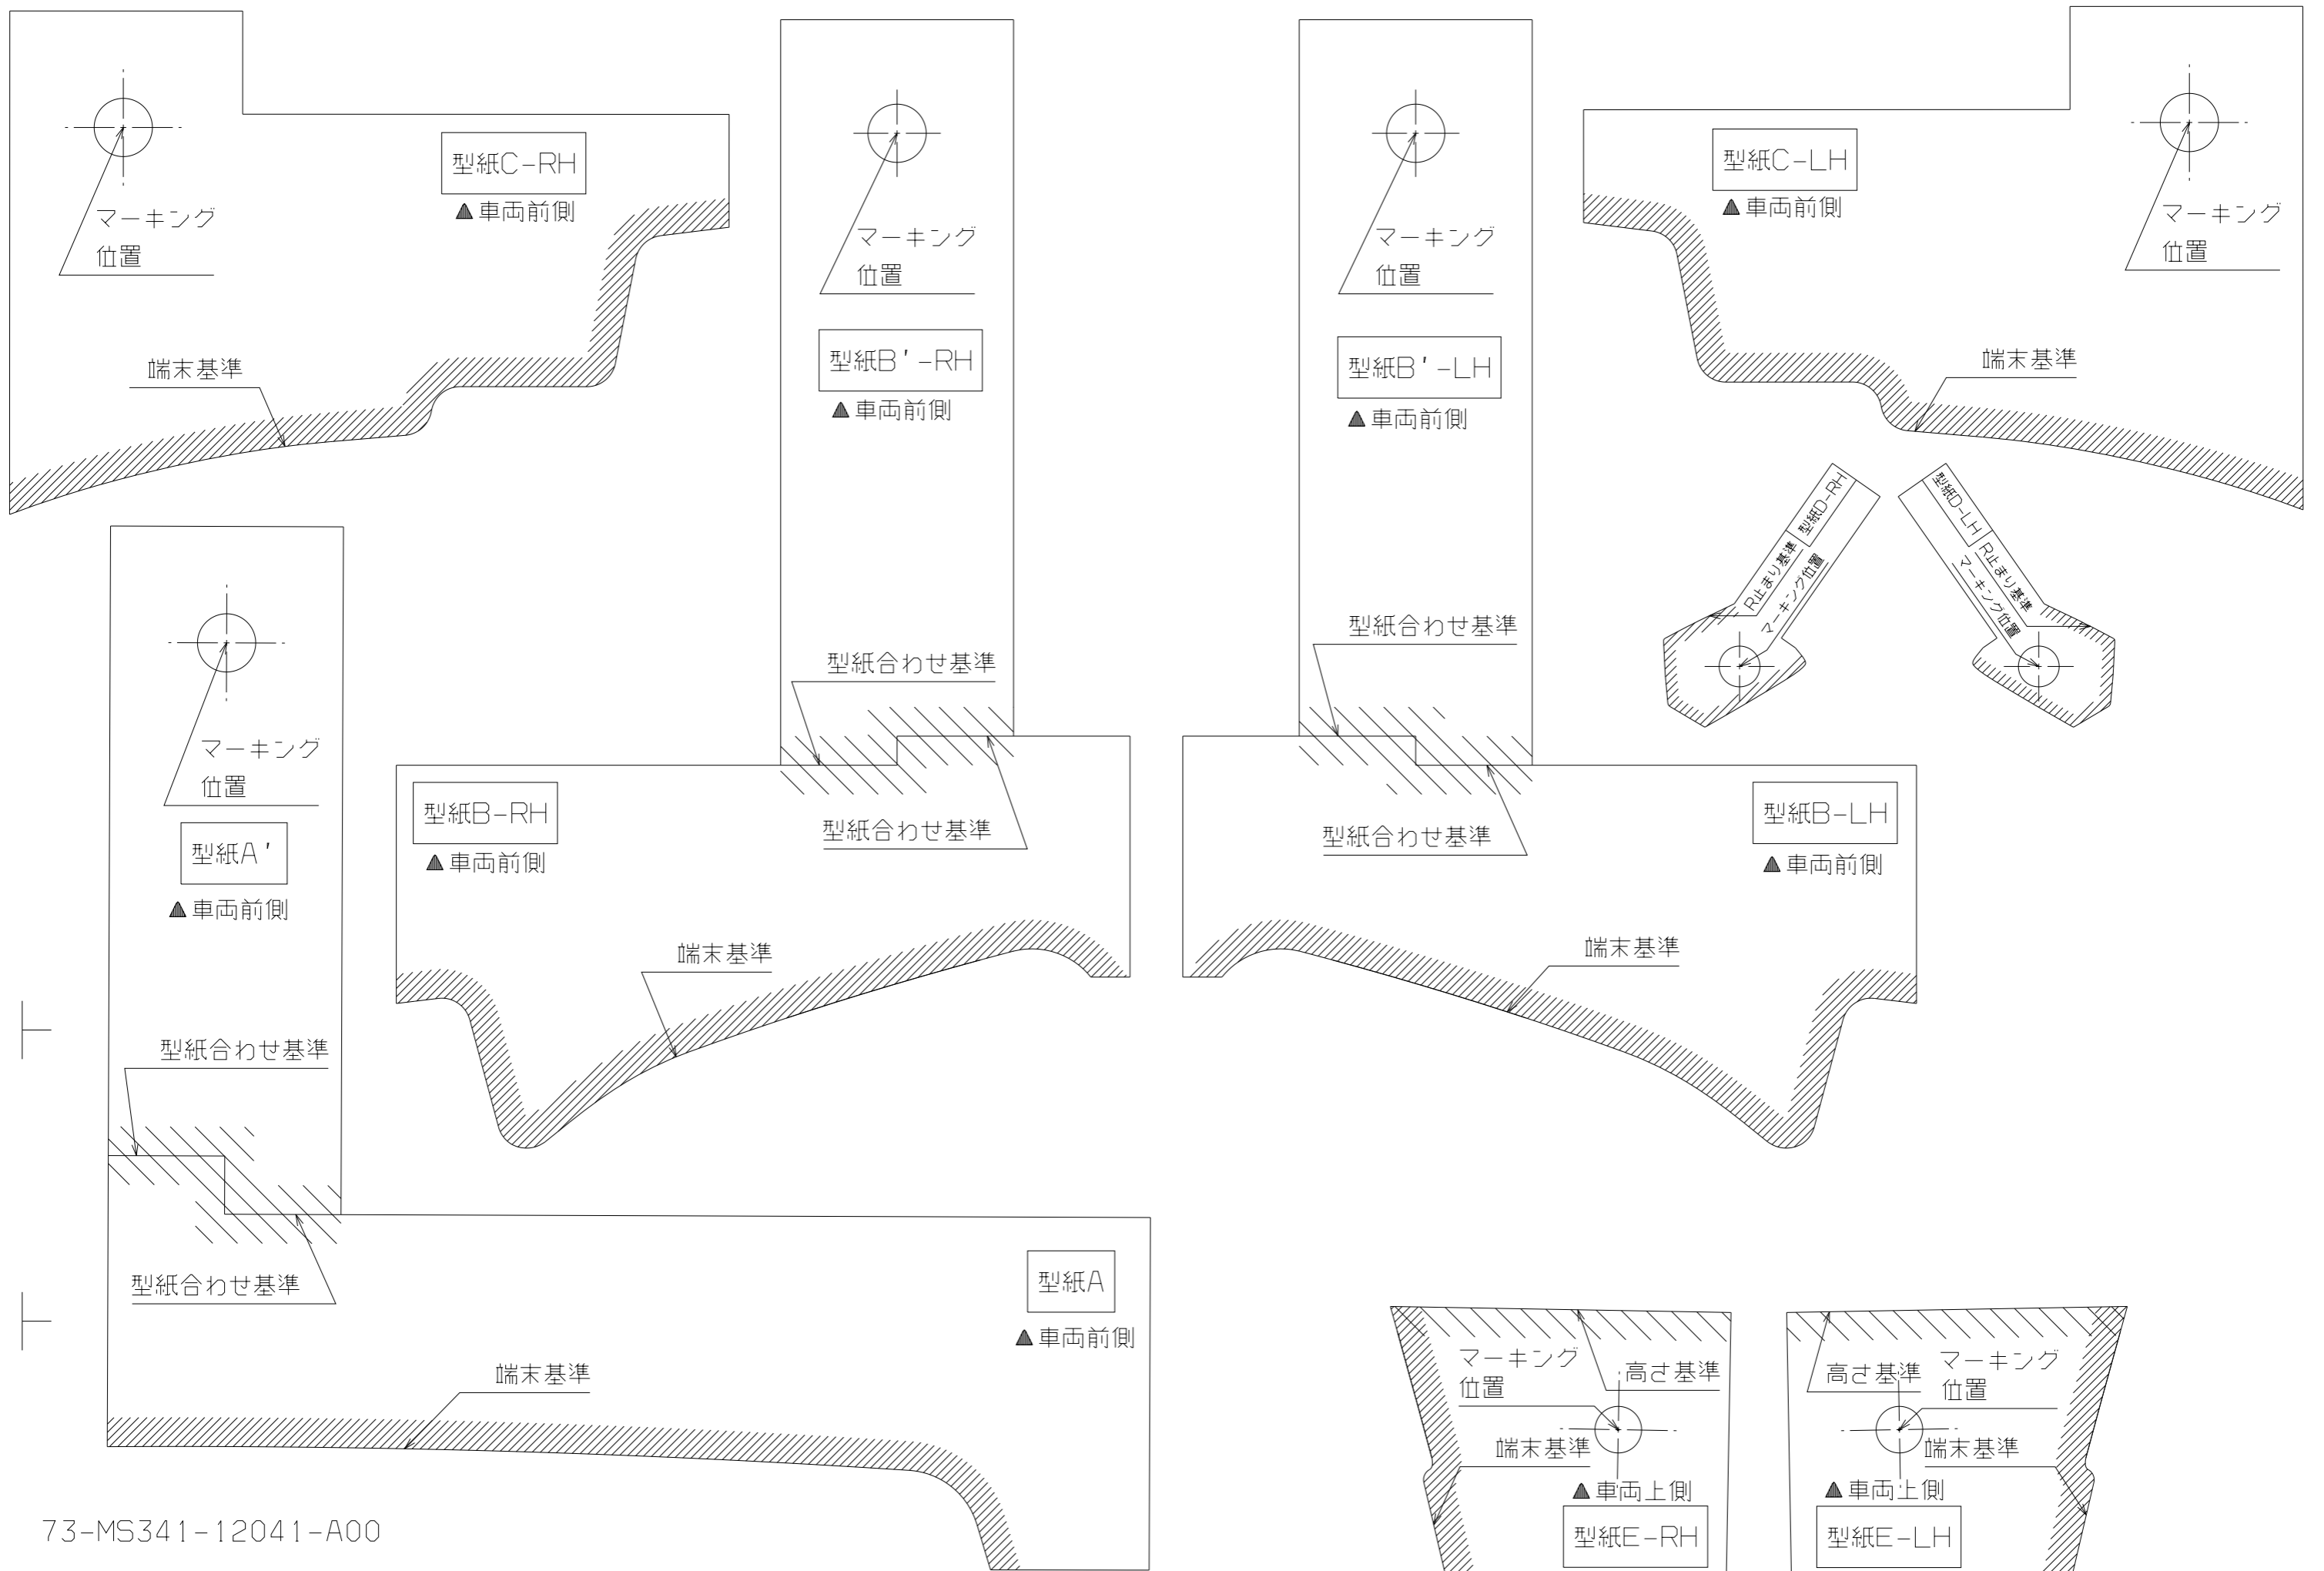 型紙C-RH
▲車両前側
マーキング
位置
端末基準
マーキング
位置
型紙B'-RH
▲車両前側
型紙合わせ基準
型紙合わせ基準
マーキング
位置
型紙B'-LH
▲車両前側
型紙合わせ基準
型紙合わせ基準
型紙C-LH
▲車両前側
マーキング
位置
端末基準
型紙D-RH
R止まり基準
マーキング位置
型紙D-LH
R止まり基準
マーキング位置
マーキング
位置
型紙A'
▲車両前側
型紙合わせ基準
型紙合わせ基準
型紙B-RH
▲車両前側
端末基準
型紙B-LH
▲車両前側
端末基準
型紙A
▲車両前側
端末基準
マーキング
位置
高さ基準
端末基準
▲車両上側
型紙E-RH
高さ基準
マーキング
位置
端末基準
▲車両上側
型紙E-LH
73-MS341-12041-A00